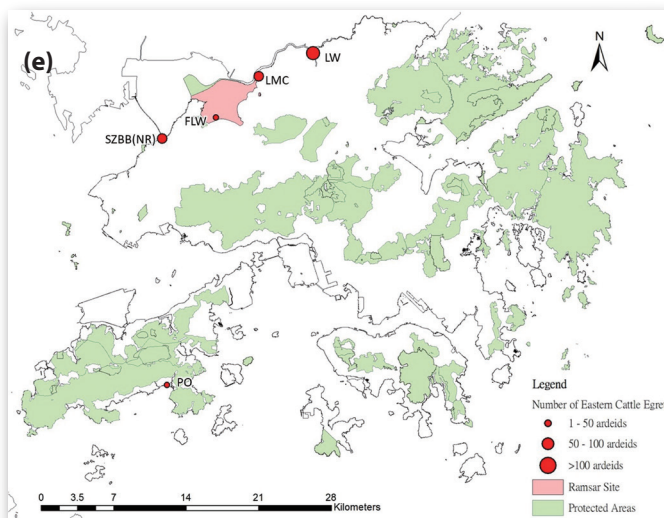 (e)
N
LW
LMC
FLW
SZBB(NR)
PO
Legend
Number of Eastern Cattle Egret
1 - 50 ardeids
50 - 100 ardeids
>100 ardeids
Ramsar Site
Protected Areas
0 3.5 7 14 21 28
Kilometers